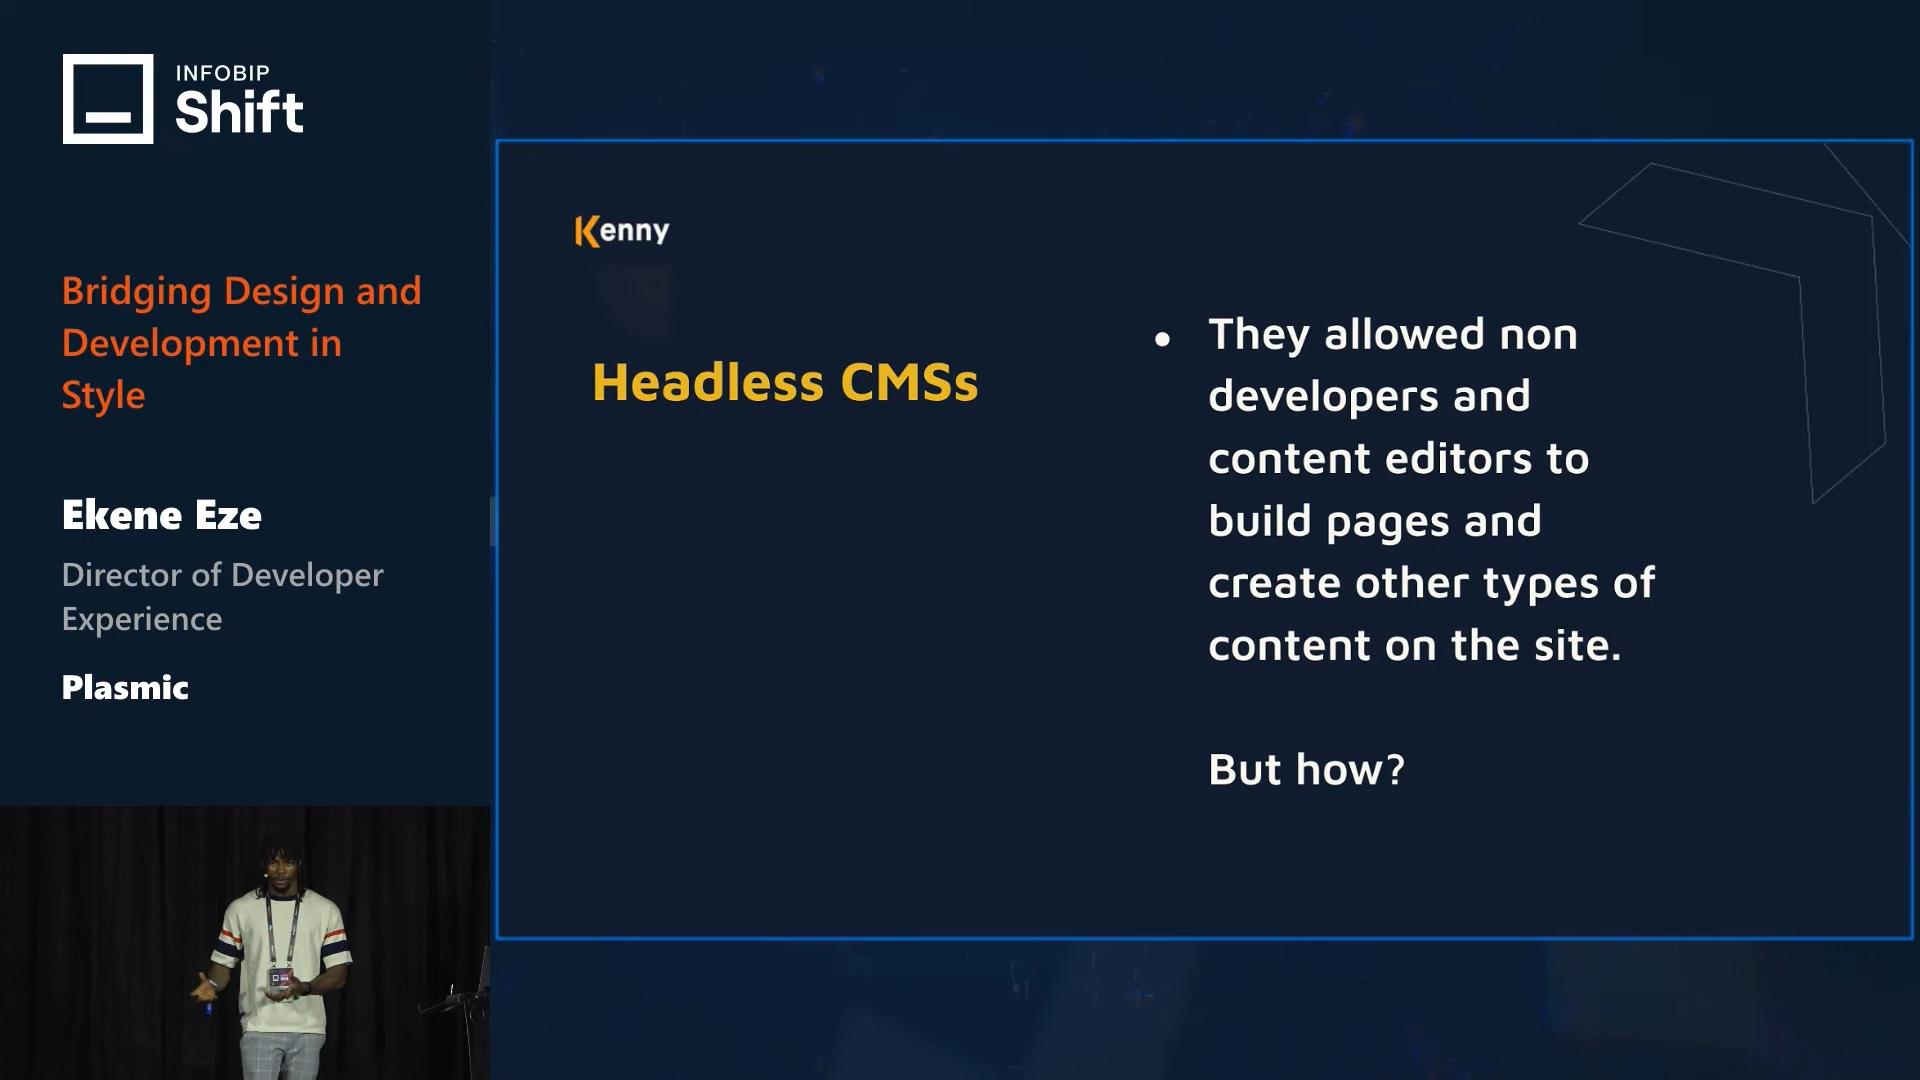 INFOBIP
Shift
Bridging Design and
Development in
Style
Ekene Eze
Director of Developer
Experience
Plasmic
Kenny
Headless CMSs
• They allowed non
developers and
content editors to
build pages and
create other types of
content on the site.
But how?